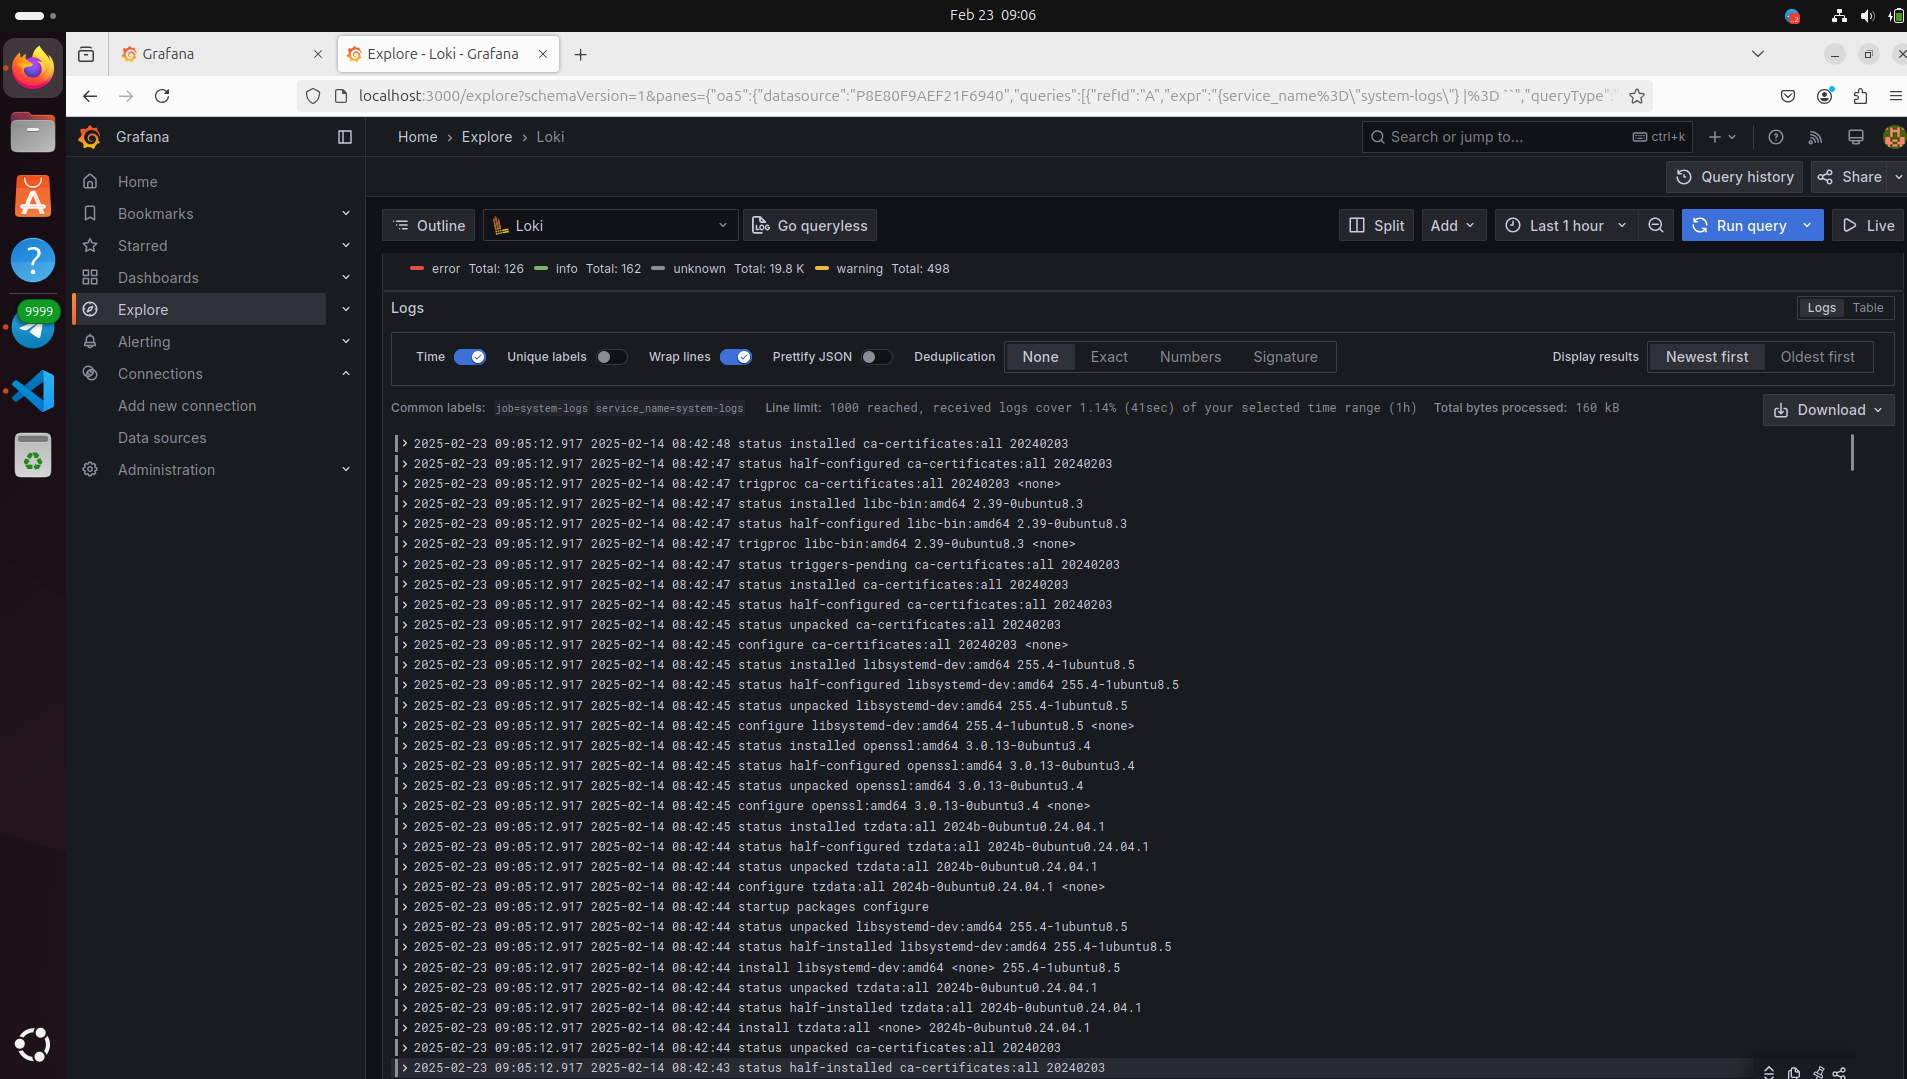 Feb 23 09:06
Grafana
Explore - Loki - Grafana
localhost:3000/explore?schemaVersion=1&panes={"oa5":{"datasource":"P8E80F9AEF21F6940","queries":[{"refId":"A","expr":"{service_name%3D\"system-logs\"} |%3D ``","queryType":"
Grafana
Home › Explore › Loki
Search or jump to...
ctrl+k
Query history
Share
Home
Bookmarks
Starred
Dashboards
9999
Explore
Alerting
Connections
Add new connection
Data sources
Administration
Outline
Loki
Go queryless
Split
Add
Last 1 hour
Run query
Live
error Total: 126 info Total: 162 unknown Total: 19.8 K warning Total: 498
Logs
Logs Table
Time
Unique labels
Wrap lines
Prettify JSON
Deduplication
None
Exact
Numbers
Signature
Display results
Newest first
Oldest first
Common labels: job=system-logs service_name=system-logs Line limit: 1000 reached, received logs cover 1.14% (41sec) of your selected time range (1h) Total bytes processed: 160 kB
Download
2025-02-23 09:05:12.917 2025-02-14 08:42:48 status installed ca-certificates:all 20240203
2025-02-23 09:05:12.917 2025-02-14 08:42:47 status half-configured ca-certificates:all 20240203
2025-02-23 09:05:12.917 2025-02-14 08:42:47 trigproc ca-certificates:all 20240203 <none>
2025-02-23 09:05:12.917 2025-02-14 08:42:47 status installed libc-bin:amd64 2.39-0ubuntu8.3
2025-02-23 09:05:12.917 2025-02-14 08:42:47 status half-configured libc-bin:amd64 2.39-0ubuntu8.3
2025-02-23 09:05:12.917 2025-02-14 08:42:47 trigproc libc-bin:amd64 2.39-0ubuntu8.3 <none>
2025-02-23 09:05:12.917 2025-02-14 08:42:47 status triggers-pending ca-certificates:all 20240203
2025-02-23 09:05:12.917 2025-02-14 08:42:47 status installed ca-certificates:all 20240203
2025-02-23 09:05:12.917 2025-02-14 08:42:45 status half-configured ca-certificates:all 20240203
2025-02-23 09:05:12.917 2025-02-14 08:42:45 status unpacked ca-certificates:all 20240203
2025-02-23 09:05:12.917 2025-02-14 08:42:45 configure ca-certificates:all 20240203 <none>
2025-02-23 09:05:12.917 2025-02-14 08:42:45 status installed libsystemd-dev:amd64 255.4-1ubuntu8.5
2025-02-23 09:05:12.917 2025-02-14 08:42:45 status half-configured libsystemd-dev:amd64 255.4-1ubuntu8.5
2025-02-23 09:05:12.917 2025-02-14 08:42:45 status unpacked libsystemd-dev:amd64 255.4-1ubuntu8.5
2025-02-23 09:05:12.917 2025-02-14 08:42:45 configure libsystemd-dev:amd64 255.4-1ubuntu8.5 <none>
2025-02-23 09:05:12.917 2025-02-14 08:42:45 status installed openssl:amd64 3.0.13-0ubuntu3.4
2025-02-23 09:05:12.917 2025-02-14 08:42:45 status half-configured openssl:amd64 3.0.13-0ubuntu3.4
2025-02-23 09:05:12.917 2025-02-14 08:42:45 status unpacked openssl:amd64 3.0.13-0ubuntu3.4
2025-02-23 09:05:12.917 2025-02-14 08:42:45 configure openssl:amd64 3.0.13-0ubuntu3.4 <none>
2025-02-23 09:05:12.917 2025-02-14 08:42:45 status installed tzdata:all 2024b-0ubuntu0.24.04.1
2025-02-23 09:05:12.917 2025-02-14 08:42:44 status half-configured tzdata:all 2024b-0ubuntu0.24.04.1
2025-02-23 09:05:12.917 2025-02-14 08:42:44 status unpacked tzdata:all 2024b-0ubuntu0.24.04.1
2025-02-23 09:05:12.917 2025-02-14 08:42:44 configure tzdata:all 2024b-0ubuntu0.24.04.1 <none>
2025-02-23 09:05:12.917 2025-02-14 08:42:44 startup packages configure
2025-02-23 09:05:12.917 2025-02-14 08:42:44 status unpacked libsystemd-dev:amd64 255.4-1ubuntu8.5
2025-02-23 09:05:12.917 2025-02-14 08:42:44 status half-installed libsystemd-dev:amd64 255.4-1ubuntu8.5
2025-02-23 09:05:12.917 2025-02-14 08:42:44 install libsystemd-dev:amd64 <none> 255.4-1ubuntu8.5
2025-02-23 09:05:12.917 2025-02-14 08:42:44 status unpacked tzdata:all 2024b-0ubuntu0.24.04.1
2025-02-23 09:05:12.917 2025-02-14 08:42:44 status half-installed tzdata:all 2024b-0ubuntu0.24.04.1
2025-02-23 09:05:12.917 2025-02-14 08:42:44 install tzdata:all <none> 2024b-0ubuntu0.24.04.1
2025-02-23 09:05:12.917 2025-02-14 08:42:44 status unpacked ca-certificates:all 20240203
2025-02-23 09:05:12.917 2025-02-14 08:42:43 status half-installed ca-certificates:all 20240203